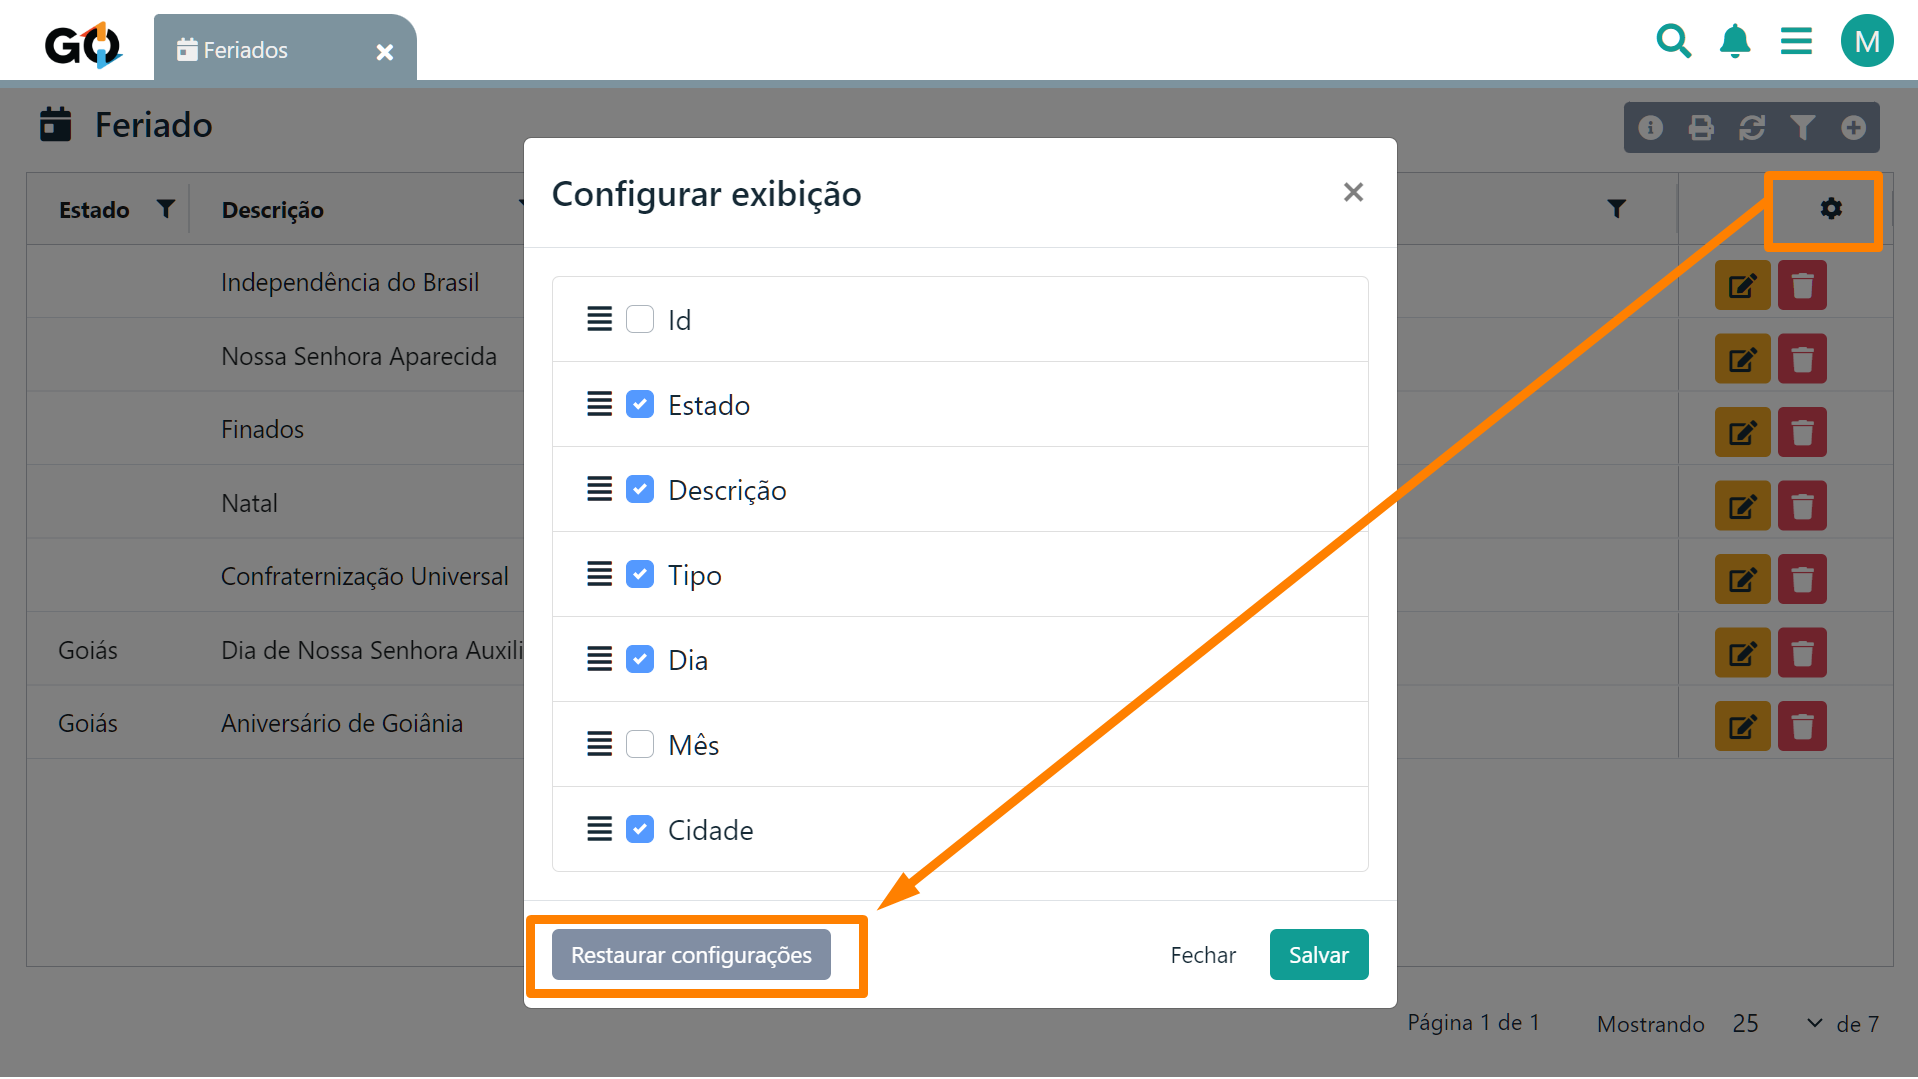 GO
Feriados
M
Feriado
Estado
Descrição
Independência do Brasil
Nossa Senhora Aparecida
Finados
Natal
Confraternização Universal
Goiás
Dia de Nossa Senhora Auxili
Goiás
Aniversário de Goiânia
Configurar exibição
Id
Estado
Descrição
Tipo
Dia
Mês
Cidade
Restaurar configurações
Fechar
Salvar
Página 1 de 1
Mostrando 25 de 7